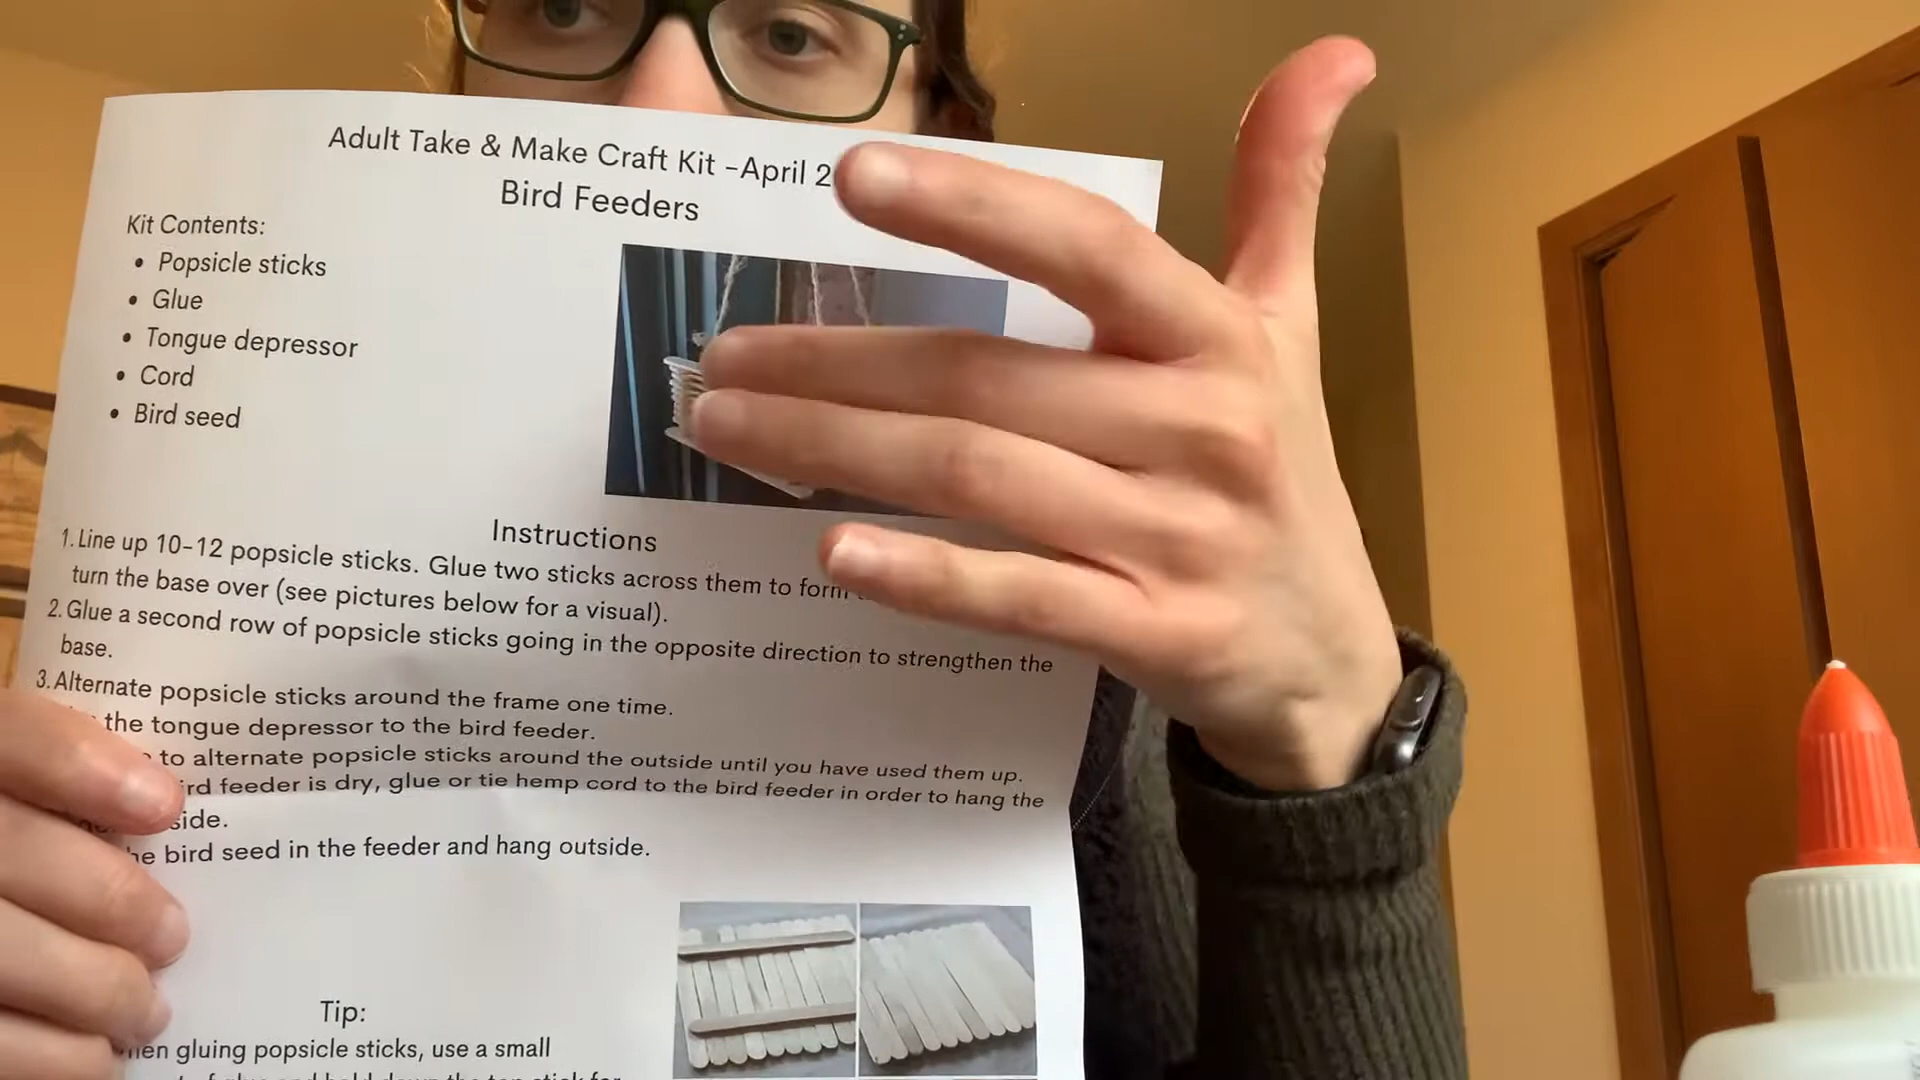 Adult Take & Make Craft Kit -April 2
Bird Feeders
Kit Contents:
• Popsicle sticks
• Glue
• Tongue depressor
• Cord
• Bird seed
Instructions
1. Line up 10-12 popsicle sticks. Glue two sticks across them to form
turn the base over (see pictures below for a visual).
2. Glue a second row of popsicle sticks going in the opposite direction to strengthen the
base.
3. Alternate popsicle sticks around the frame one time.
the tongue depressor to the bird feeder.
to alternate popsicle sticks around the outside until you have used them up.
feeder is dry, glue or tie hemp cord to the bird feeder in order to hang the
bird seed in the feeder and hang outside.
Tip:
gluing popsicle sticks, use a small